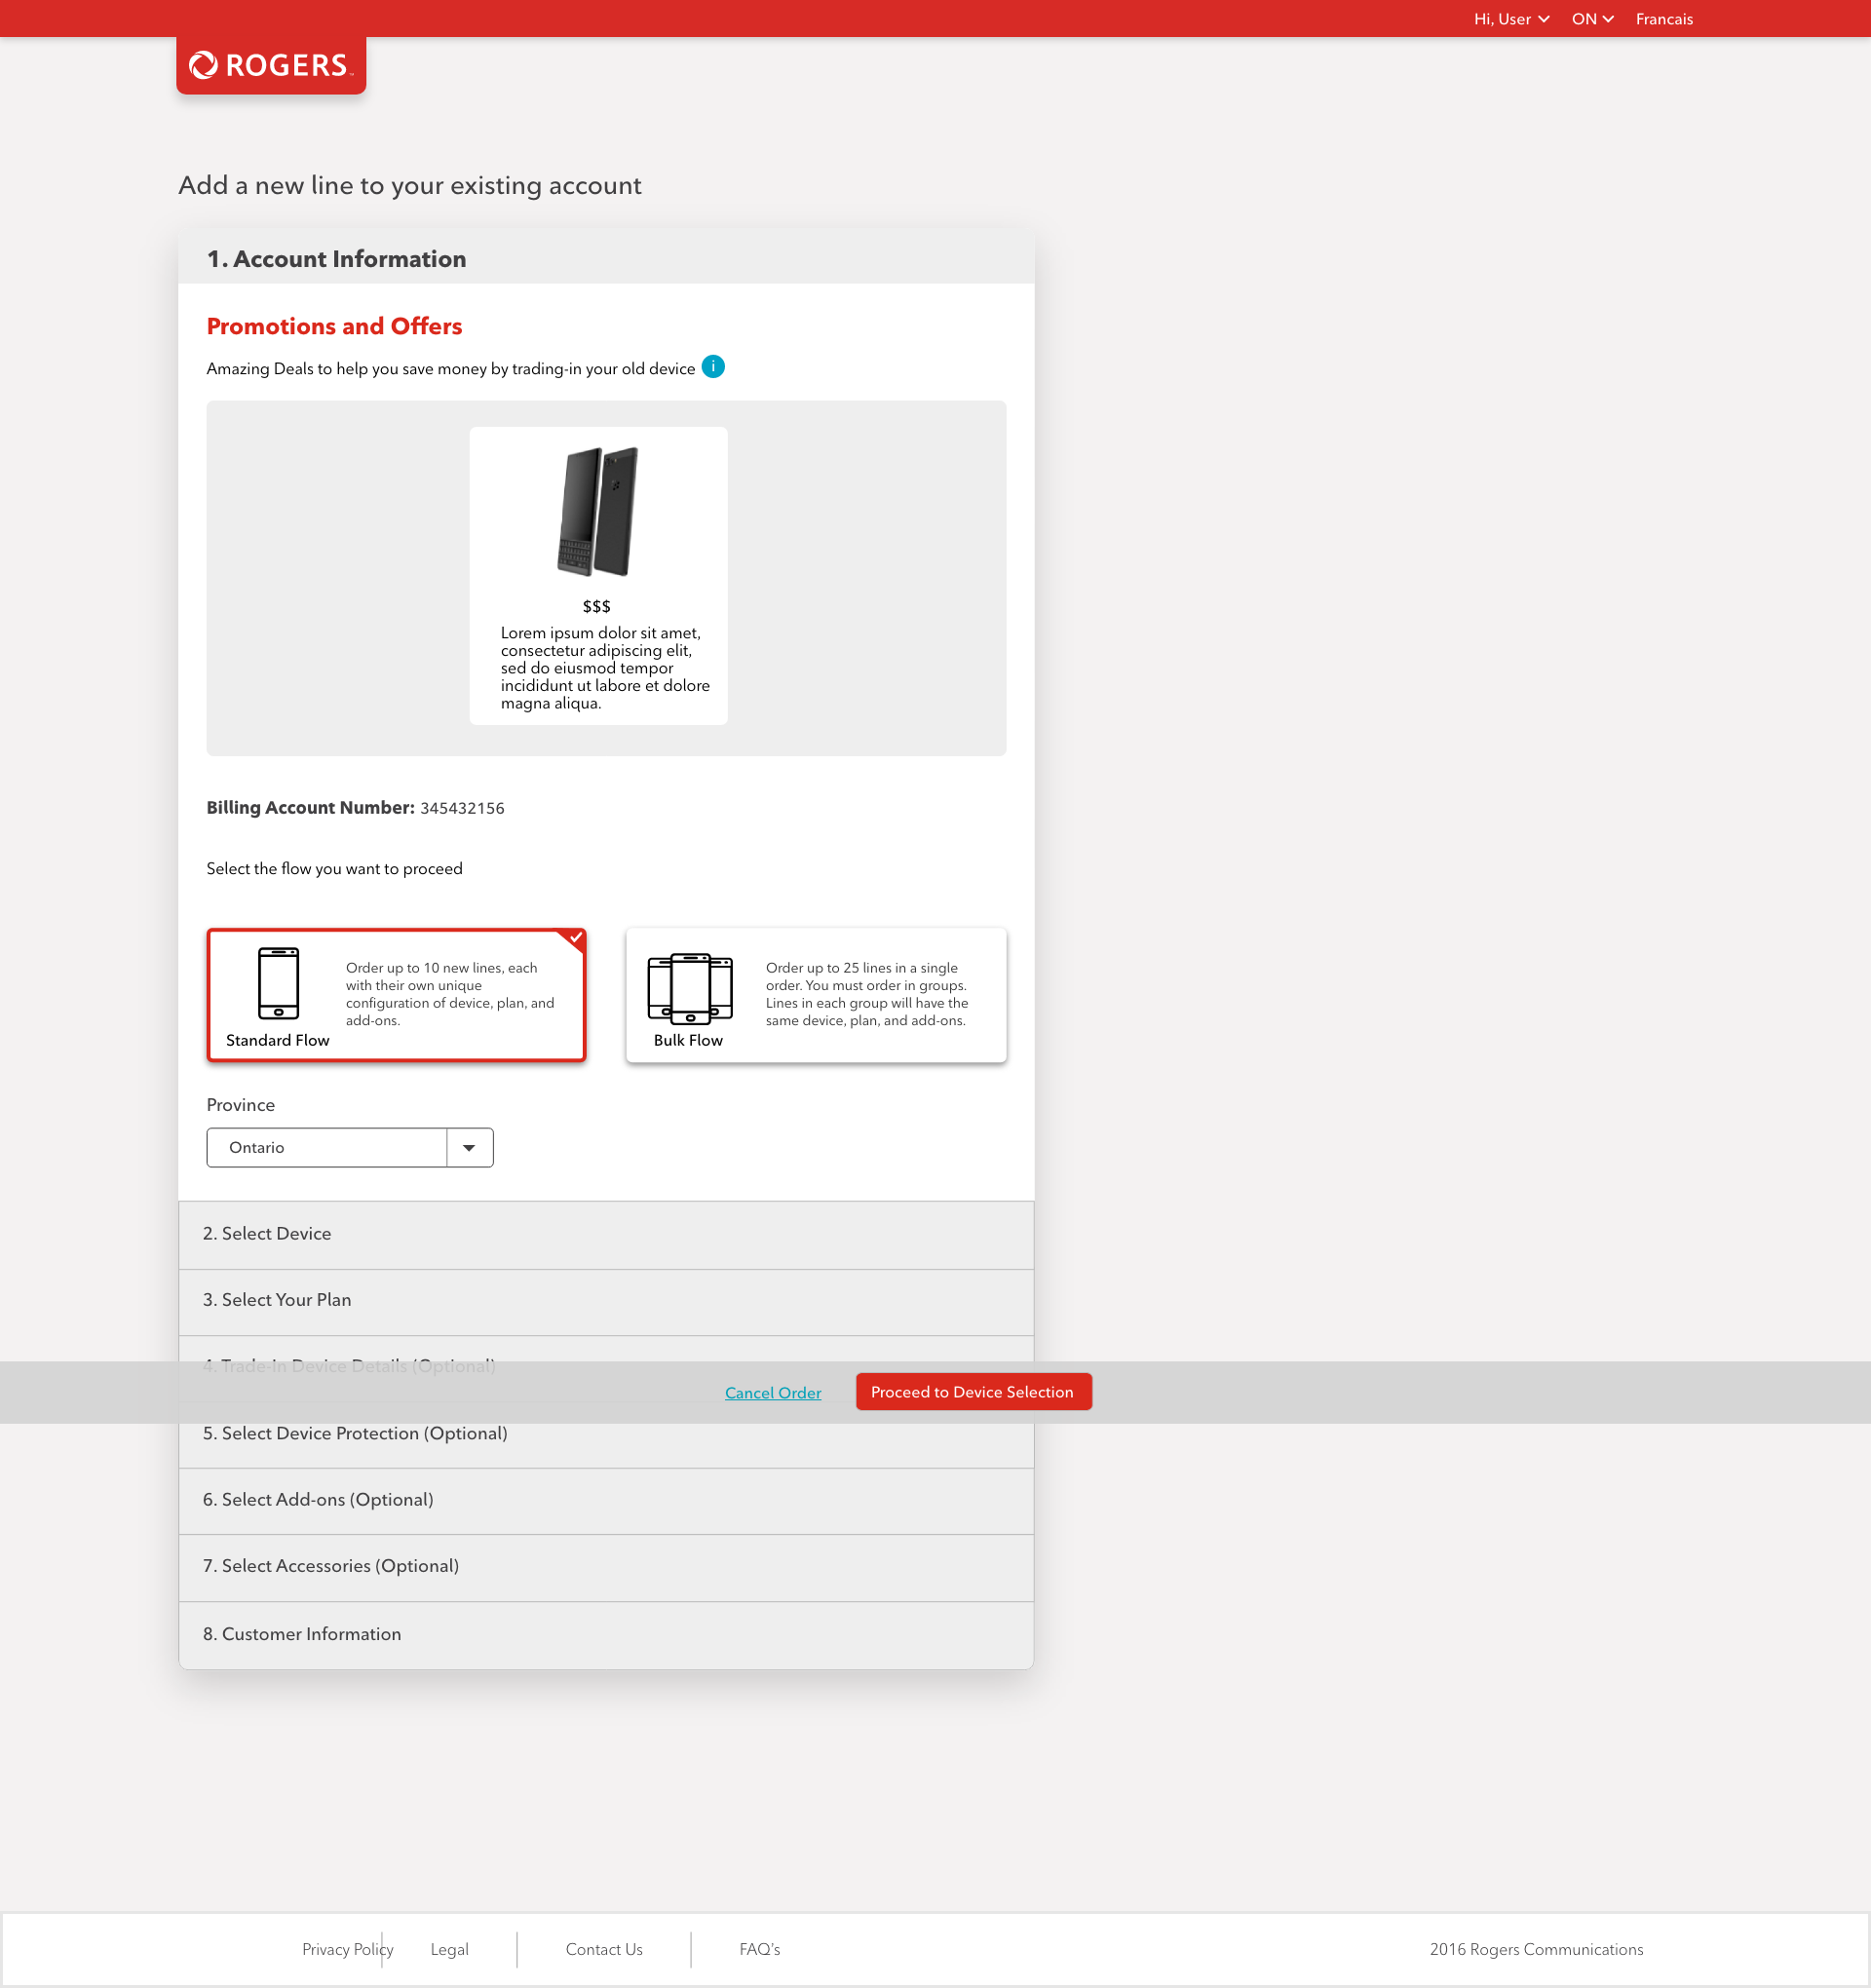 Hi, User ON Francais
ROGERS
Add a new line to your existing account
1. Account Information
Promotions and Offers
Amazing Deals to help you save money by trading-in your old device i
$$$
Lorem ipsum dolor sit amet,
consectetur adipiscing elit,
sed do eiusmod tempor
incididunt ut labore et dolore
magna aliqua.
Billing Account Number: 345432156
Select the flow you want to proceed
Order up to 10 new lines, each
with their own unique
configuration of device, plan, and
add-ons.
Standard Flow
Order up to 25 lines in a single
order. You must order in groups.
Lines in each group will have the
same device, plan, and add-ons.
Bulk Flow
Province
Ontario
2. Select Device
3. Select Your Plan
4. Trade-In Device Details (Optional)
Cancel Order Proceed to Device Selection
5. Select Device Protection (Optional)
6. Select Add-ons (Optional)
7. Select Accessories (Optional)
8. Customer Information
Privacy Policy Legal Contact Us FAQ's 2016 Rogers Communications